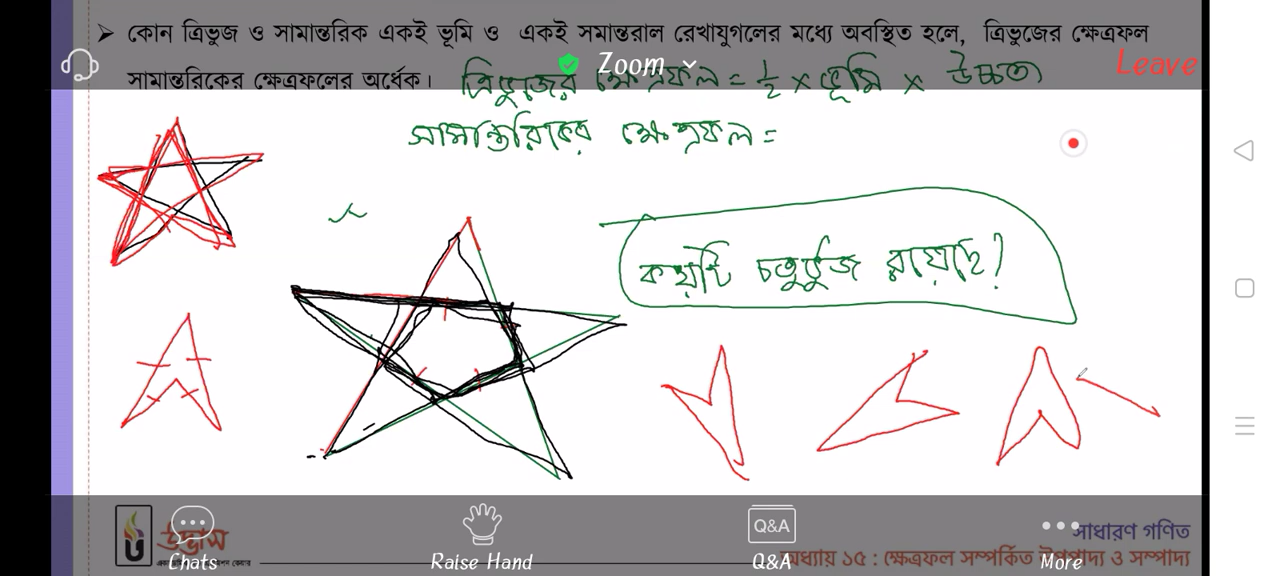 ➢ কোন ত্রিভুজ ও সামান্তরিক একই ভূমি ও একই সমান্তরাল রেখাযুগলের মধ্যে অবস্থিত হলে, ত্রিভুজের ক্ষেত্রফল
সামান্তরিকের ক্ষেত্রফলের অর্ধেক। ত্রিভুজের ক্ষেত্রফল = ½ × ভূমি × উচ্চতা
Zoom
Leave
সামান্তরিকের ক্ষেত্রফল =
কয়টি চতুর্ভুজ রয়েছে?
উদ্ভাস
সাধারণ গণিত
অধ্যায় ১৫ : ক্ষেত্রফল সম্পর্কিত উপপাদ্য ও সম্পাদ্য
Chats
Raise Hand
Q&A
Q&A
More